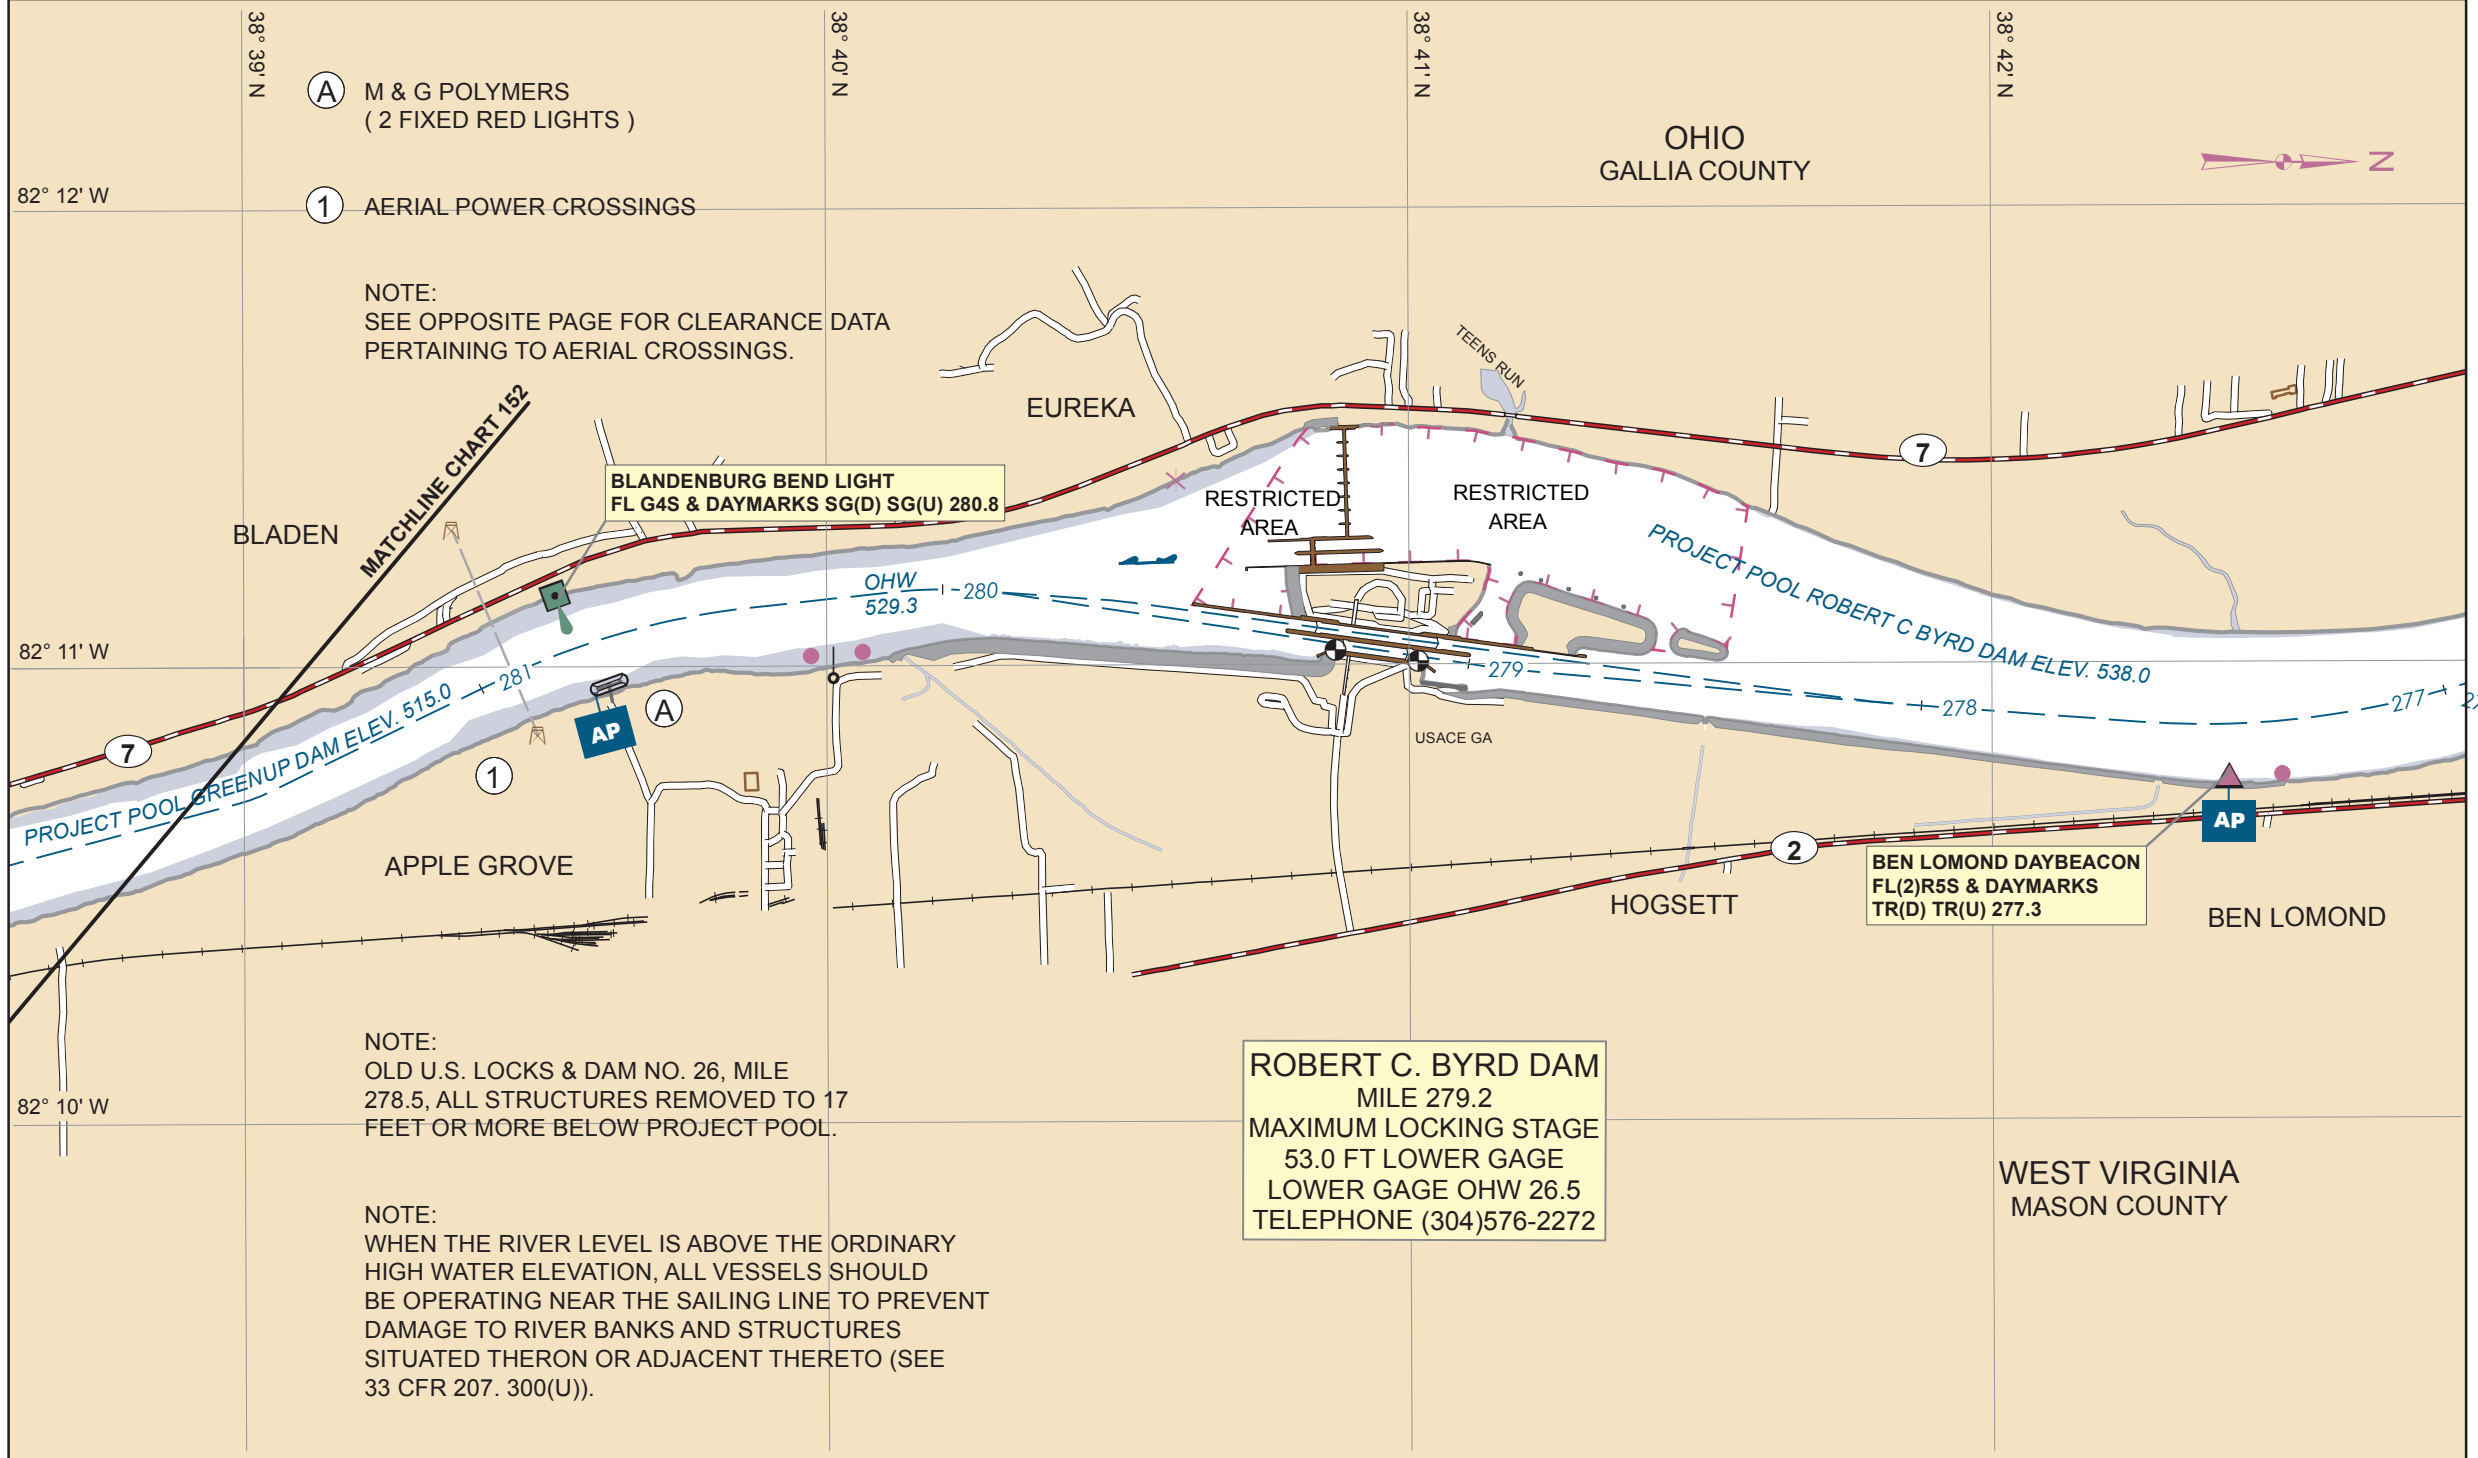 38° 39' N
38° 40' N
38° 41' N
38° 42' N
A
M & G POLYMERS
( 2 FIXED RED LIGHTS )
OHIO
GALLIA COUNTY
N
82° 12' W
1
AERIAL POWER CROSSINGS
NOTE:
SEE OPPOSITE PAGE FOR CLEARANCE DATA
PERTAINING TO AERIAL CROSSINGS.
TEENS RUN
EUREKA
MATCHLINE CHART 152
7
BLANDENBURG BEND LIGHT
FL G4S & DAYMARKS SG(D) SG(U) 280.8
RESTRICTED
AREA
RESTRICTED
AREA
BLADEN
PROJECT POOL ROBERT C BYRD DAM ELEV. 538.0
OHW
529.3
280
82° 11' W
281
279
278
277
A
AP
7
1
PROJECT POOL GREENUP DAM ELEV. 515.0
USACE GA
AP
2
APPLE GROVE
HOGSETT
BEN LOMOND DAYBEACON
FL(2)R5S & DAYMARKS
TR(D) TR(U) 277.3
BEN LOMOND
NOTE:
OLD U.S. LOCKS & DAM NO. 26, MILE
278.5, ALL STRUCTURES REMOVED TO 17
FEET OR MORE BELOW PROJECT POOL.
82° 10' W
ROBERT C. BYRD DAM
MILE 279.2
MAXIMUM LOCKING STAGE
53.0 FT LOWER GAGE
LOWER GAGE OHW 26.5
TELEPHONE (304)576-2272
WEST VIRGINIA
MASON COUNTY
NOTE:
WHEN THE RIVER LEVEL IS ABOVE THE ORDINARY
HIGH WATER ELEVATION, ALL VESSELS SHOULD
BE OPERATING NEAR THE SAILING LINE TO PREVENT
DAMAGE TO RIVER BANKS AND STRUCTURES
SITUATED THERON OR ADJACENT THERETO (SEE
33 CFR 207. 300(U)).